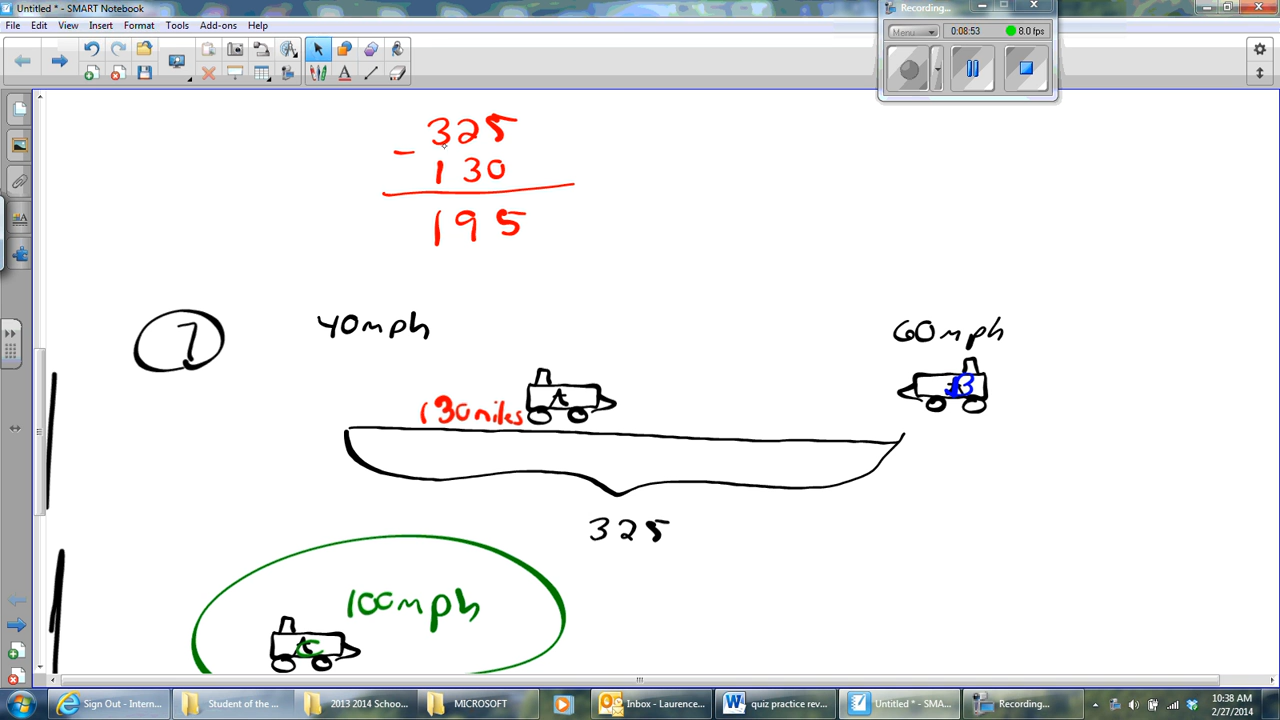 Untitled * - SMART Notebook
Recording...
File Edit View Insert Format Tools Add-ons Help
Menu 0:08:53 8.0 fps
325
- 130
195
7
40mph
60mph
A
B
130miles
325
100mph
C
Sign Out - Intern...
Student of the ...
2013 2014 Schoo...
MICROSOFT
Inbox - Laurence...
quiz practice rev...
Untitled * - SMA...
Recording...
10:38 AM
2/27/2014